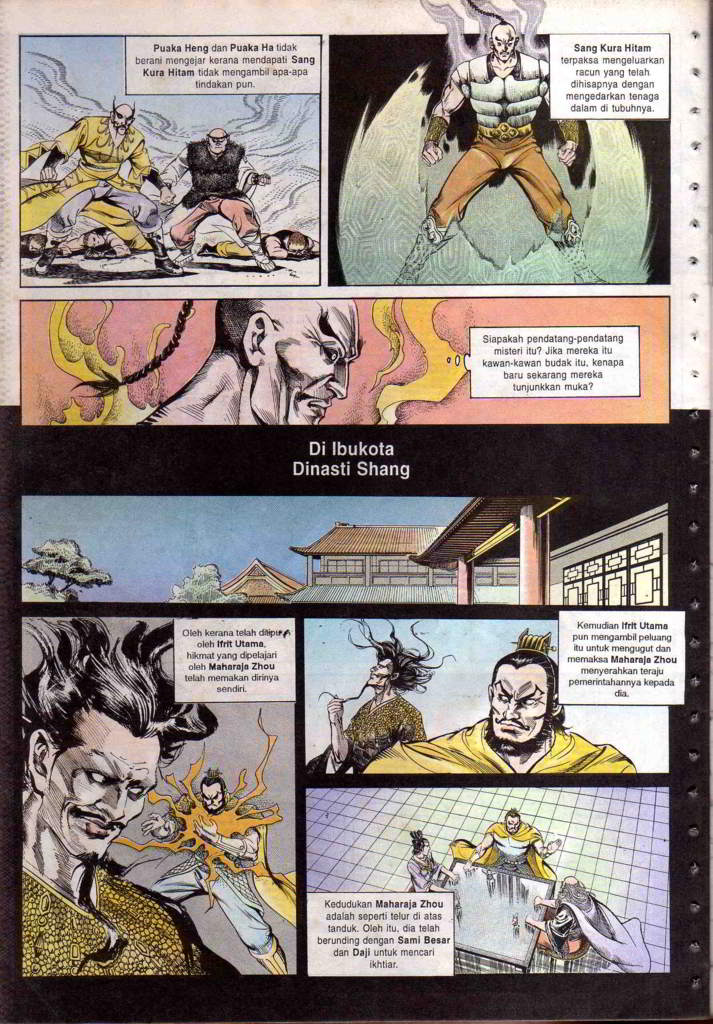 Puaka Heng dan Puaka Ha tidak
berani mengejar kerana mendapati Sang
Kura Hitam tidak mengambil apa-apa
tindakan pun.
Sang Kura Hitam
terpaksa mengeluarkan
racun yang telah
dihisapnya dengan
mengedarkan tenaga
dalam di tubuhnya.
Siapakah pendatang-pendatang
misteri itu? Jika mereka itu
kawan-kawan budak itu, kenapa
baru sekarang mereka
tunjunkkan muka?
Di Ibukota
Dinasti Shang
Oleh kerana telah ditipu
oleh Ifrit Utama,
hikmat yang dipelajari
oleh Maharaja Zhou
telah memakan dirinya
sendiri.
Kemudian Ifrit Utama
pun mengambil peluang
itu untuk mengugut dan
memaksa Maharaja Zhou
menyerahkan teraju
pemerintahannya kepada
dia.
Kedudukan Maharaja Zhou
adalah seperti telur di atas
tanduk. Oleh itu, dia telah
berunding dengan Sami Besar
dan Daji untuk mencari
ikhtiar.